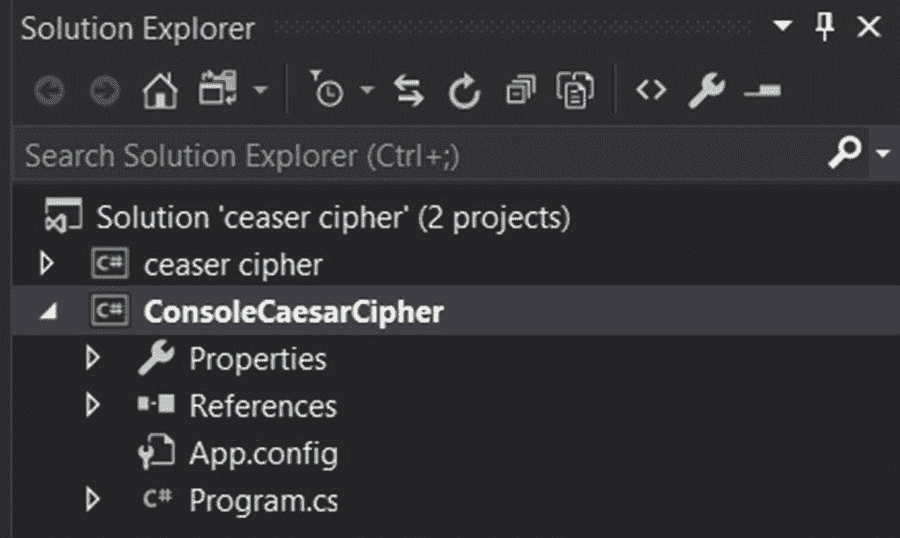 Solution Explorer
Search Solution Explorer (Ctrl+;)
Solution 'ceaser cipher' (2 projects)
C# ceaser cipher
C# ConsoleCaesarCipher
Properties
References
App.config
C# Program.cs